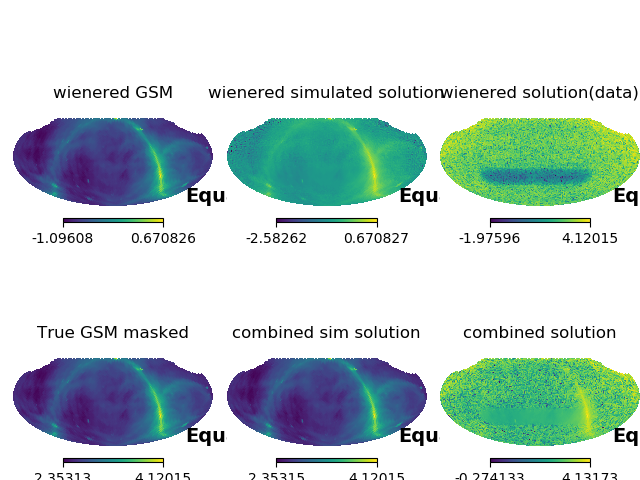 wienered GSM
wienered simulated solution
wienered solution(data)
Equ
Equ
Eq
-1.09608 0.670826
-2.58262 0.670827
-1.97596 4.12015
True GSM masked
combined sim solution
combined solution
Equ
Equ
Eq
2.35313 4.12015
2.35315 4.12015
-0.274133 4.13173